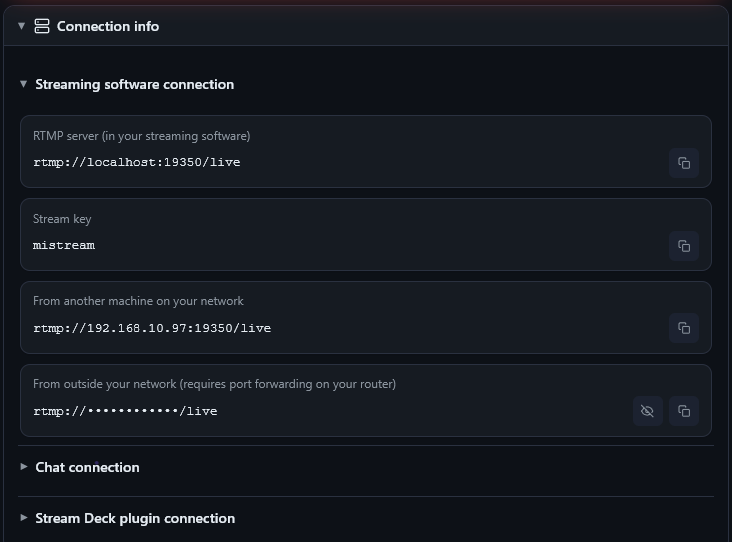 Connection info
Streaming software connection
RTMP server (in your streaming software)
rtmp://localhost:19350/live
Stream key
mistream
From another machine on your network
rtmp://192.168.10.97:19350/live
From outside your network (requires port forwarding on your router)
rtmp://••••••••••••/live
Chat connection
Stream Deck plugin connection